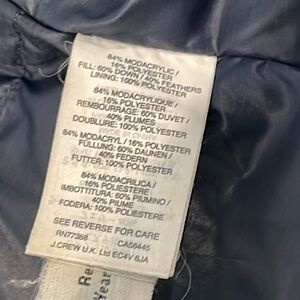 84% MODACRYLIC /
16% POLYESTER
FILL: 60% DOWN / 40% FEATHERS
LINING: 100% POLYESTER
84% MODACRYLIQUE /
16% POLYESTER
REMBOURRAGE: 60% DUVET /
40% PLUMES
DOUBLURE: 100% POLYESTER
84% MODACRYL / 16% POLYESTER
FÜLLUNG: 60% DAUNEN /
40% FEDERN
FUTTER: 100% POLYESTER
84% MODACRILICA /
16% POLIESTERE
IMBOTTITURA: 60% PIUMINO /
40% PIUME
FODERA: 100% POLIESTERE
SEE REVERSE FOR CARE
RN77388 CA56445
J.CREW U.K. Ltd EC4V 6JA